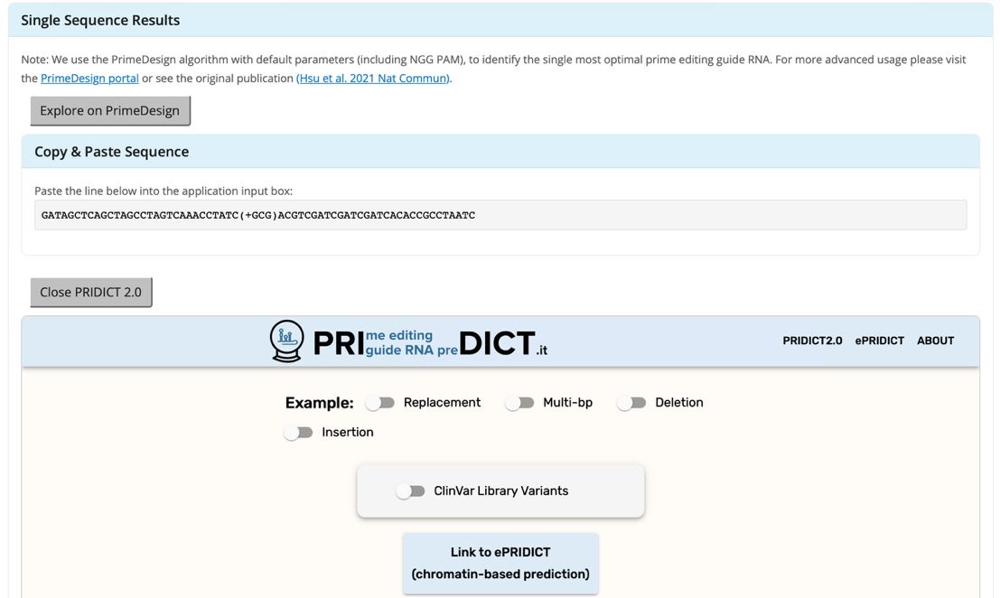 Single Sequence Results
Note: We use the PrimeDesign algorithm with default parameters (including NGG PAM), to identify the single most optimal prime editing guide RNA. For more advanced usage please visit
the PrimeDesign portal or see the original publication (Hsu et al. 2021 Nat Commun).
Explore on PrimeDesign
Copy & Paste Sequence
Paste the line below into the application input box:
GATAGCTCAGCTAGCCTAGTCAAACCTATC(+GCG)ACGTCGATCGATCGATCACACCGCCTAATC
Close PRIDICT 2.0
PRIme editing guide RNA preDICT.it
PRIDICT2.0 ePRIDICT ABOUT
Example: Replacement Multi-bp Deletion
Insertion
ClinVar Library Variants
Link to ePRIDICT
(chromatin-based prediction)